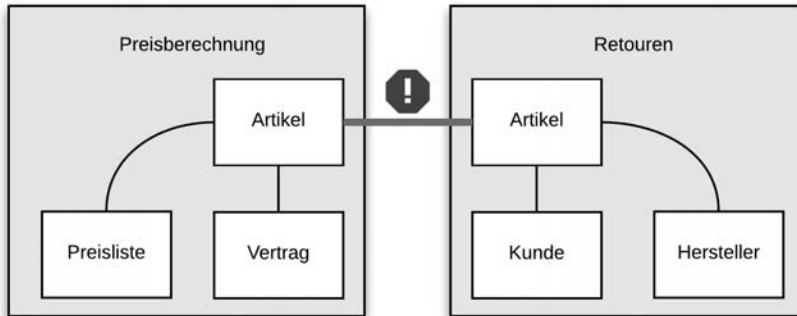 Preisberechnung
Retouren
!
Artikel
Artikel
Preisliste
Vertrag
Kunde
Hersteller